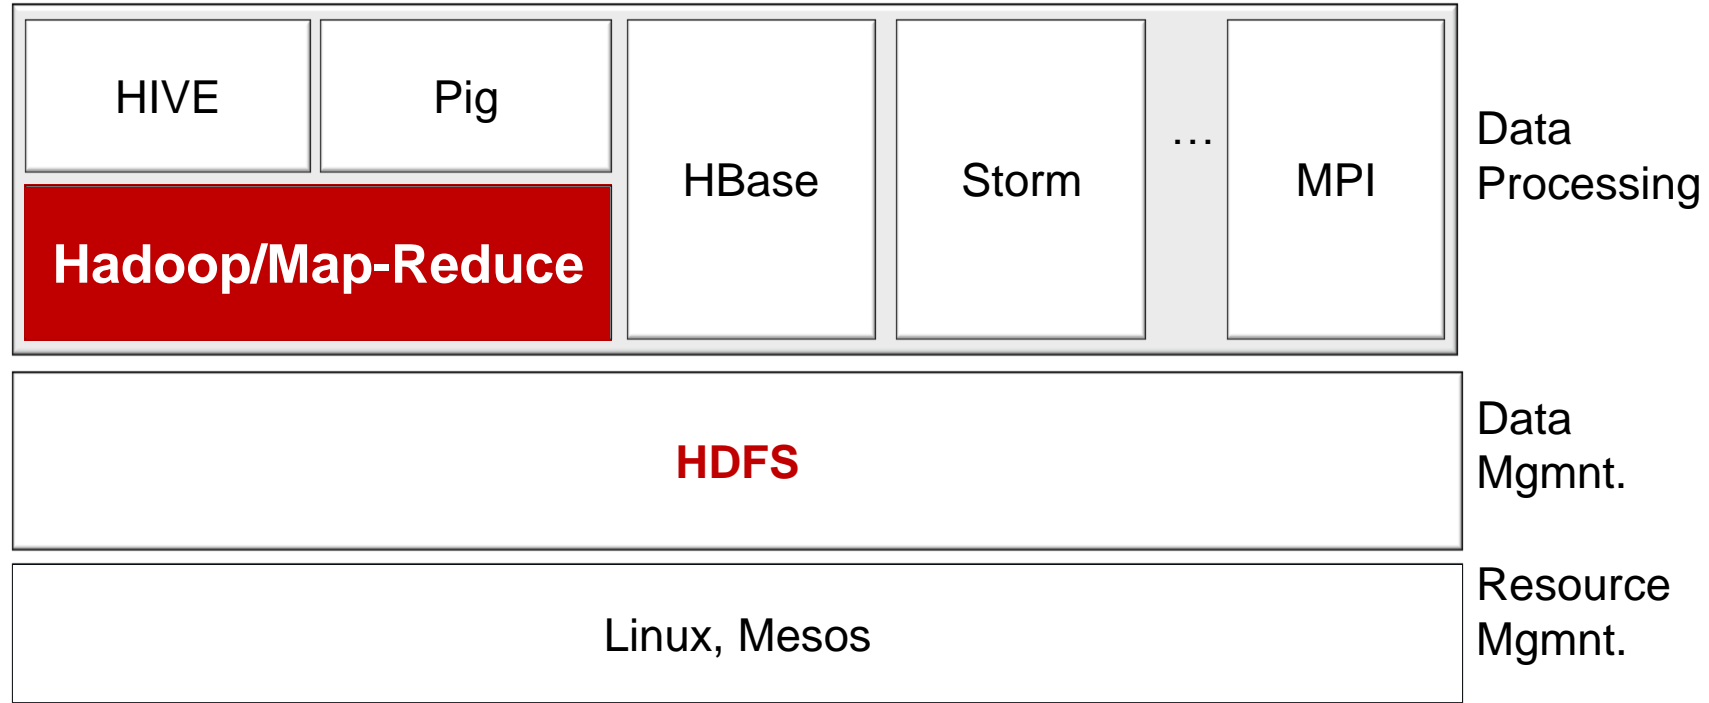 HIVE
Pig
Hadoop/Map-Reduce
HBase
Storm
…
MPI
Data
Processing
HDFS
Data
Mgmnt.
Linux, Mesos
Resource
Mgmnt.